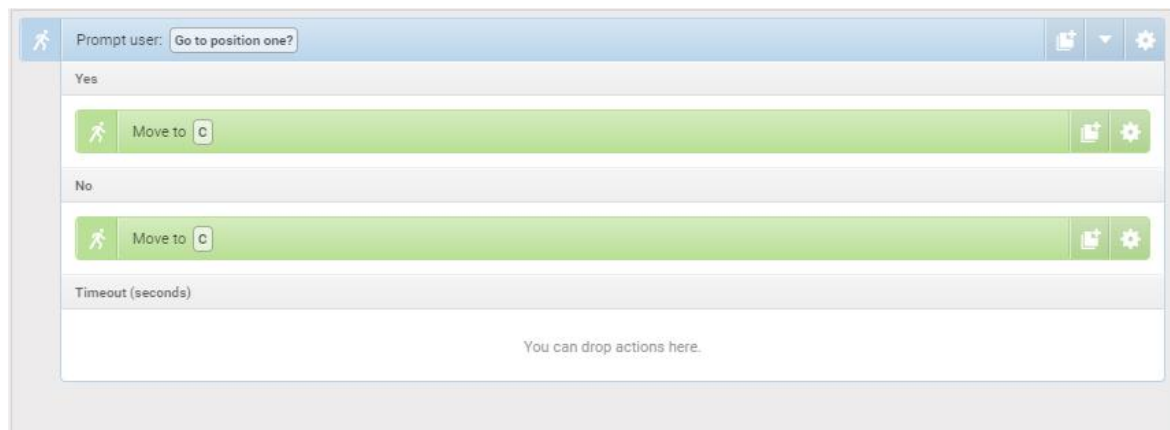 Prompt user: Go to position one?
Yes
Move to C
No
Move to C
Timeout (seconds)
You can drop actions here.